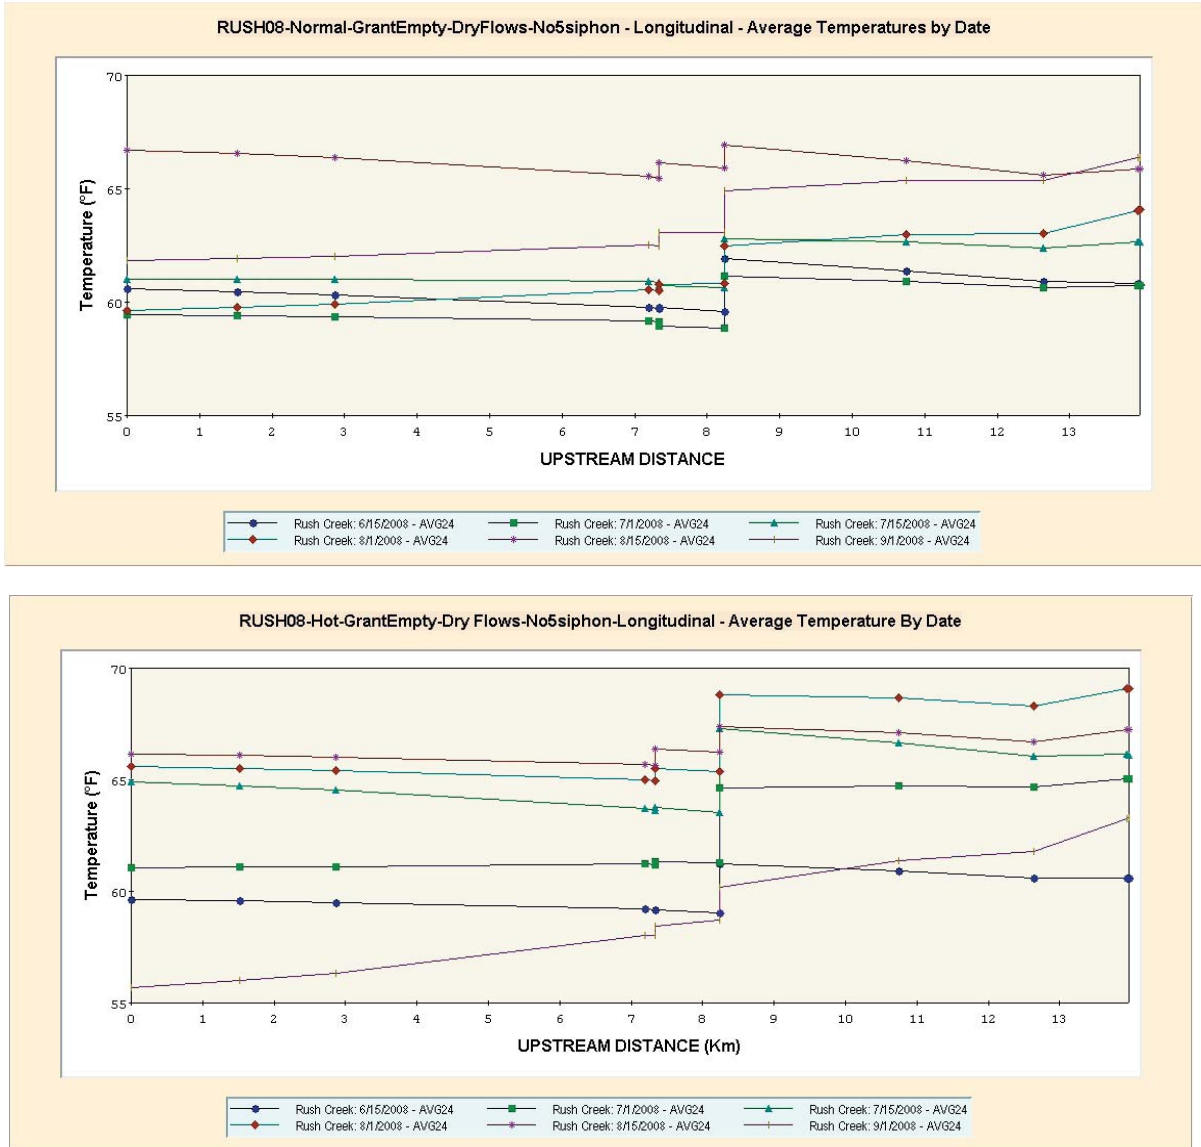 RUSH08-Normal-GrantEmpty-DryFlows-No5siphon - Longitudinal - Average Temperatures by Date
70
65
60
55
Temperature (°F)
0 1 2 3 4 5 6 7 8 9 10 11 12 13
UPSTREAM DISTANCE
Rush Creek: 6/15/2008 - AVG24 Rush Creek: 7/1/2008 - AVG24 Rush Creek: 7/15/2008 - AVG24
Rush Creek: 8/1/2008 - AVG24 Rush Creek: 8/15/2008 - AVG24 Rush Creek: 9/1/2008 - AVG24
RUSH08-Hot-GrantEmpty-Dry Flows-No5siphon-Longitudinal - Average Temperature By Date
70
65
60
55
Temperature (°F)
0 1 2 3 4 5 6 7 8 9 10 11 12 13
UPSTREAM DISTANCE (Km)
Rush Creek: 6/15/2008 - AVG24 Rush Creek: 7/1/2008 - AVG24 Rush Creek: 7/15/2008 - AVG24
Rush Creek: 8/1/2008 - AVG24 Rush Creek: 8/15/2008 - AVG24 Rush Creek: 9/1/2008 - AVG24